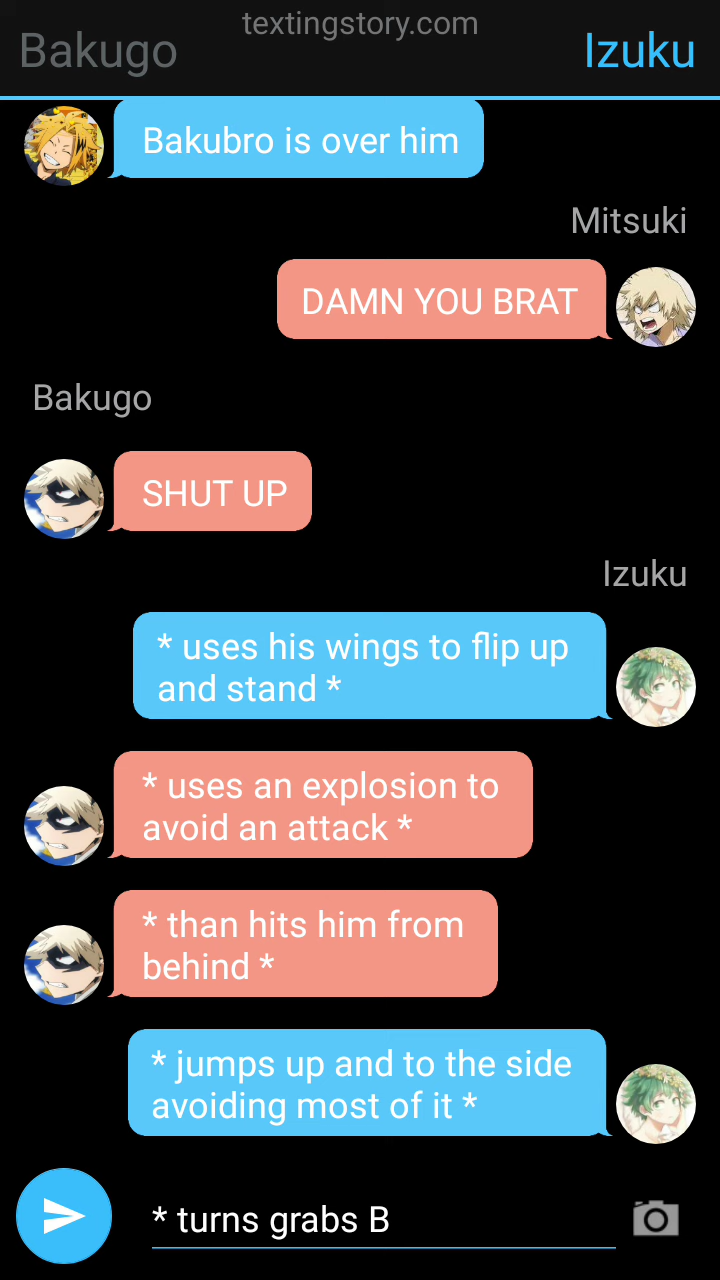 textingstory.com
Bakugo
Izuku
Bakubro is over him
Mitsuki
DAMN YOU BRAT
Bakugo
SHUT UP
Izuku
* uses his wings to flip up
and stand *
* uses an explosion to
avoid an attack *
* than hits him from
behind *
* jumps up and to the side
avoiding most of it *
* turns grabs B